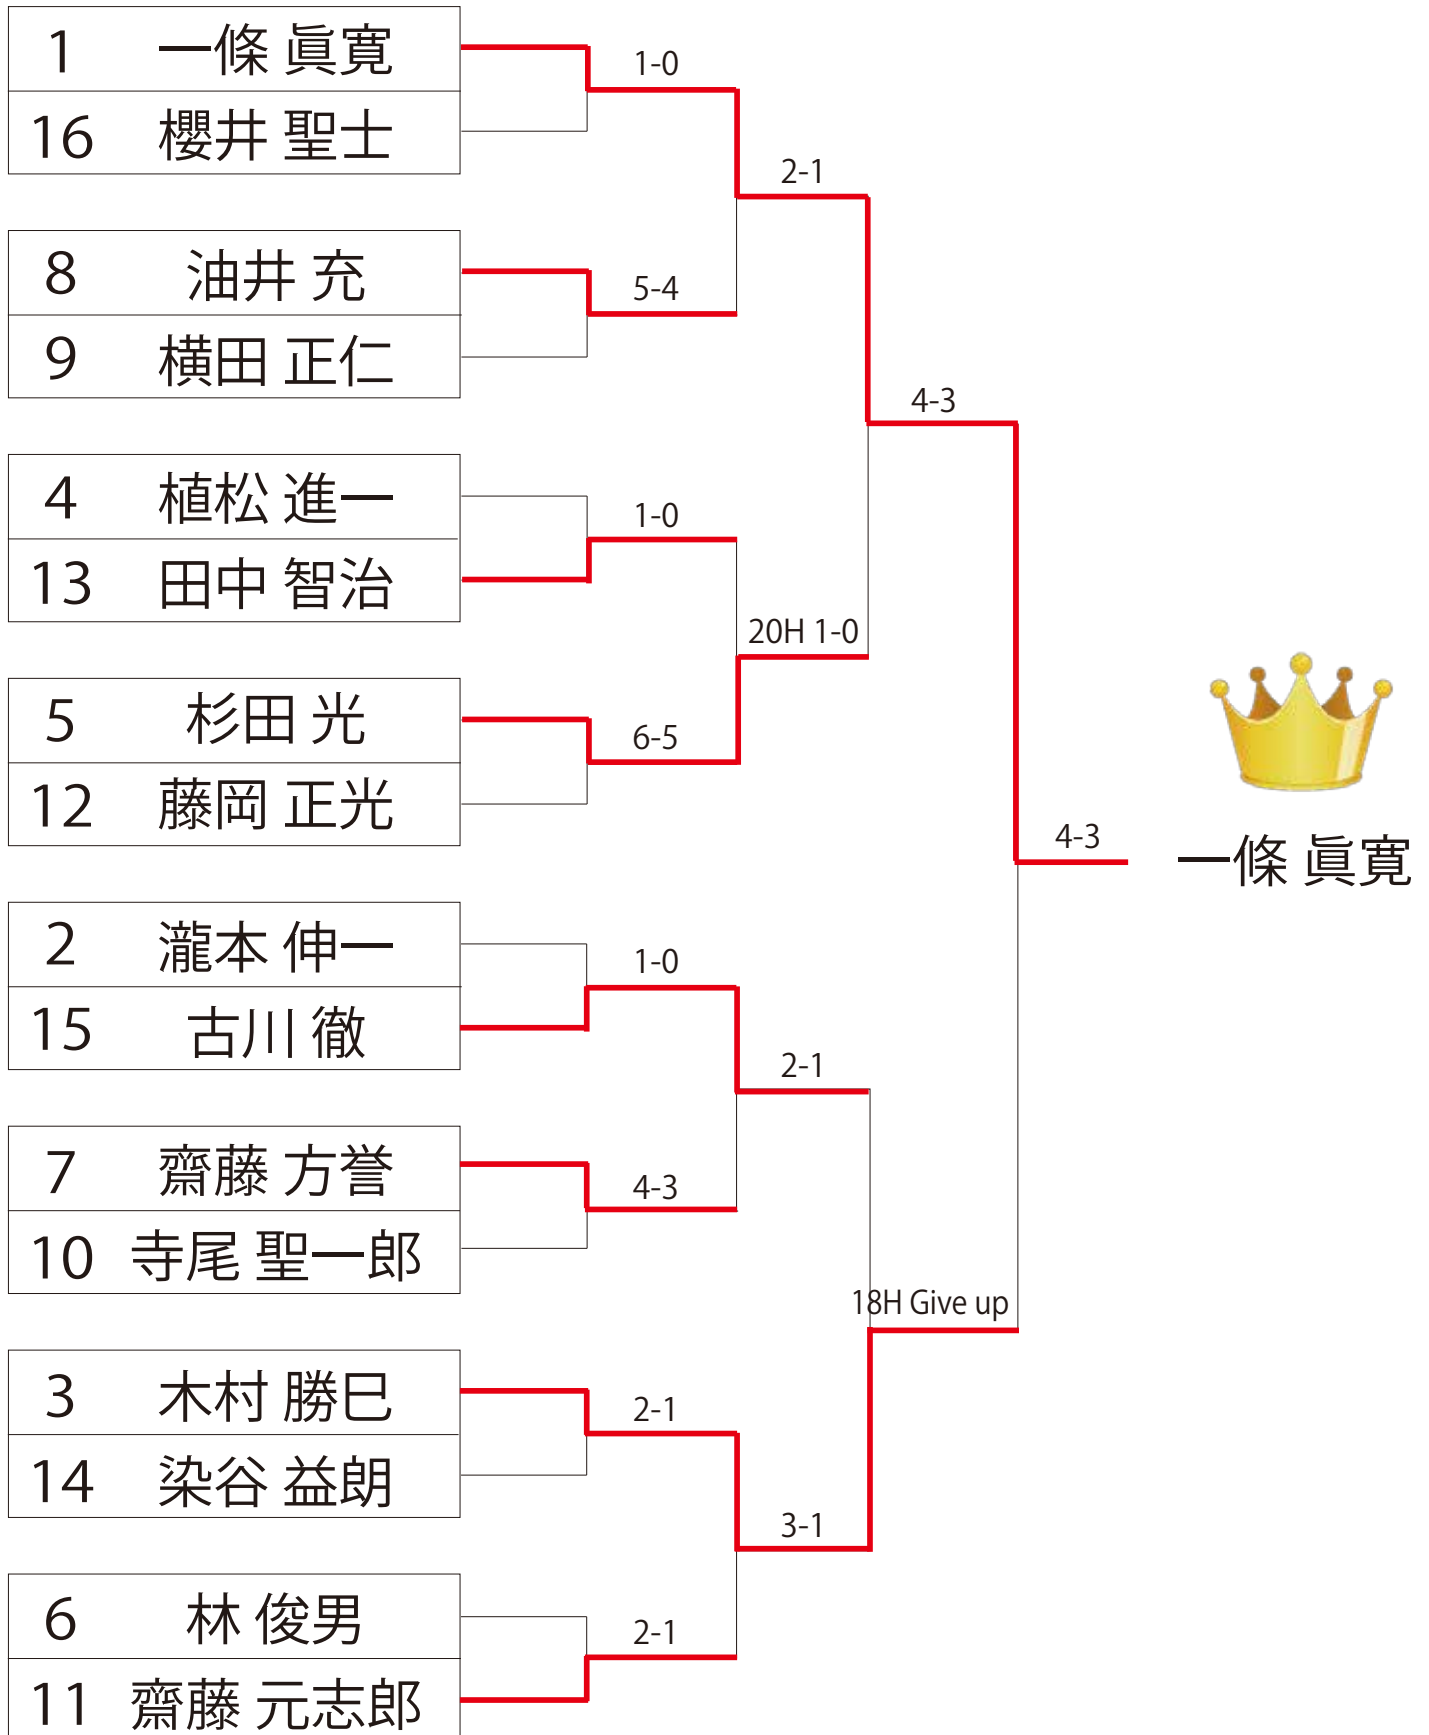 1 一條 眞寛
16 櫻井 聖士
1-0
8 油井 充
9 横田 正仁
5-4
2-1
4 植松 進一
13 田中 智治
1-0
5 杉田 光
12 藤岡 正光
6-5
20H 1-0
4-3
2 瀧本 伸一
15 古川 徹
1-0
7 齋藤 方誉
10 寺尾 聖一郎
4-3
2-1
3 木村 勝巳
14 染谷 益朗
2-1
6 林 俊男
11 齋藤 元志郎
2-1
3-1
18H Give up
4-3
一條 眞寛